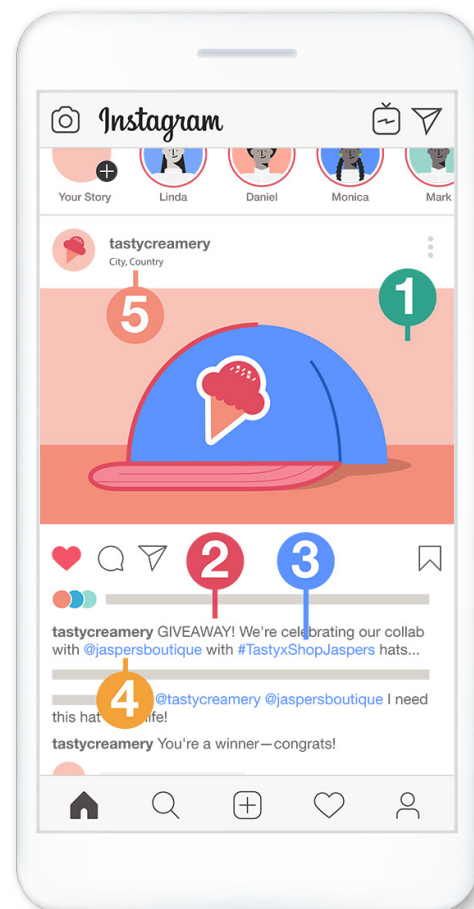 Instagram
Your Story
Linda
Daniel
Monica
Mark
tastycreamery
City, Country
1
5
2
3
tastycreamery GIVEAWAY! We're celebrating our collab
with @jaspersboutique with #TastyxShopJaspers hats...
4
@tastycreamery @jaspersboutique I need
this hat life!
tastycreamery You're a winner—congrats!